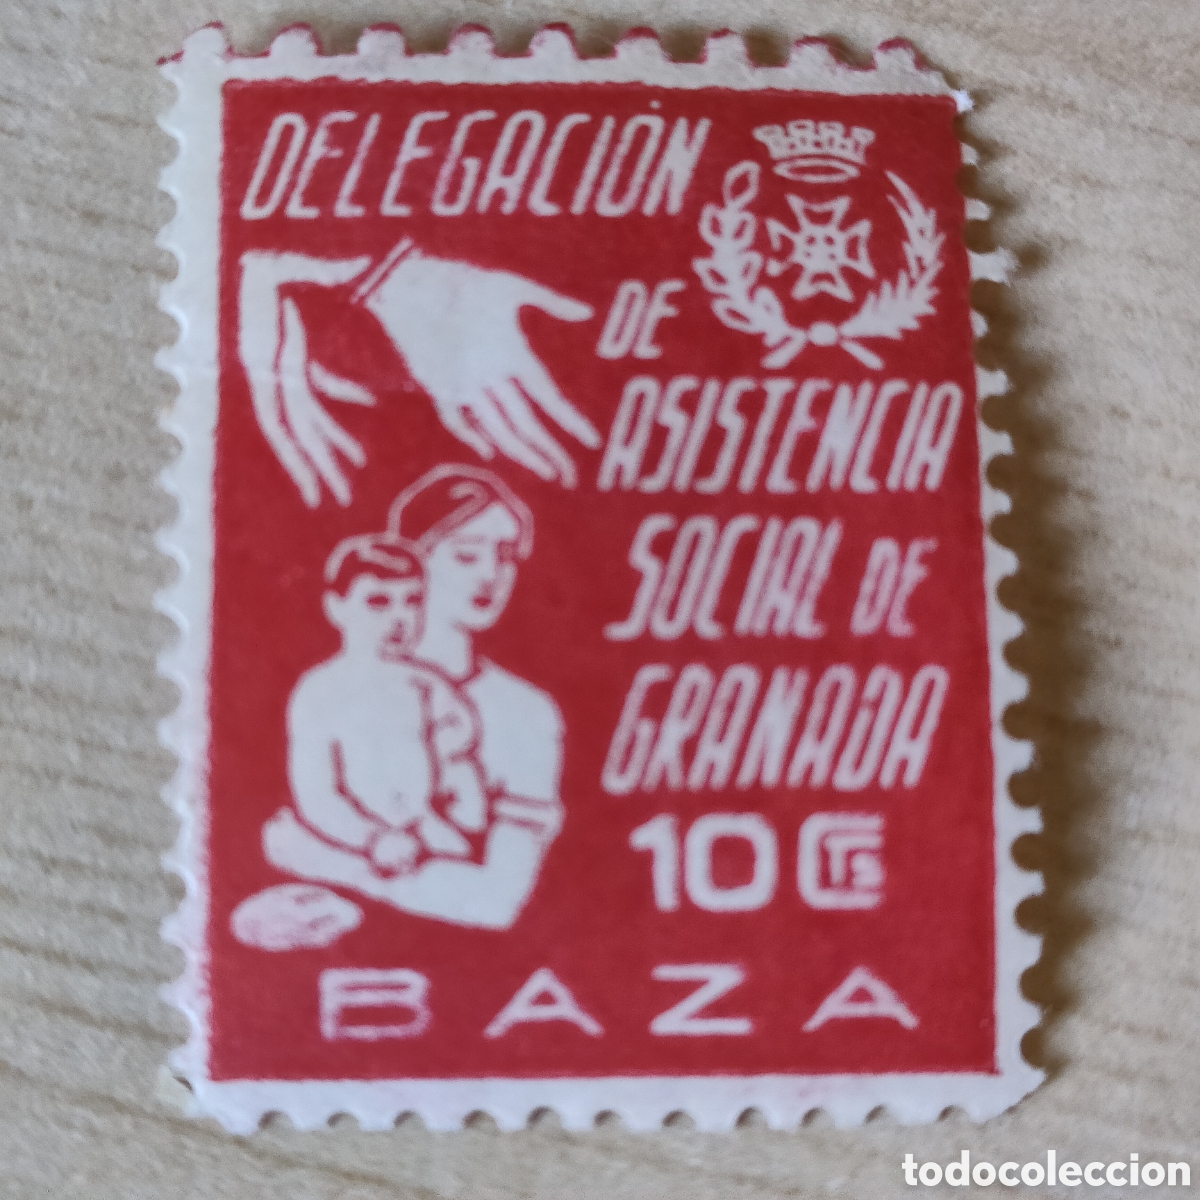 DELEGACIÓN
DE
ASISTENCIA
SOCIAL DE
GRANADA
10 CTS
BAZA
todocoleccion